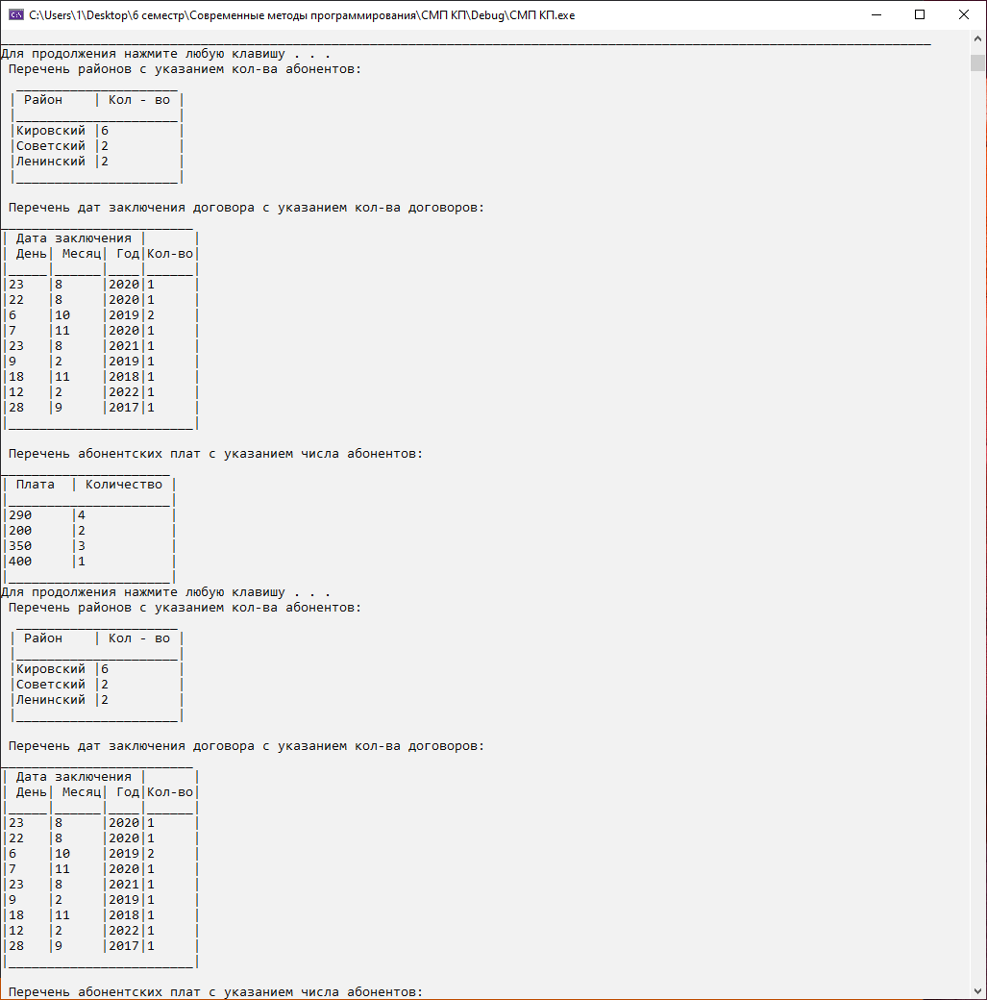 C:\Users\1\Desktop\6 семестр\Современные методы программирования\СМП КП\Debug\СМП КП.exe
Для продолжения нажмите любую клавишу . . .
Перечень районов с указанием кол-ва абонентов:
| Район | Кол - во |
|Кировский |6 |
|Советский |2 |
|Ленинский |2 |
Перечень дат заключения договора с указанием кол-ва договоров:
| Дата заключения | |
| День| Месяц| Год|Кол-во|
|23 |8 |2020|1 |
|22 |8 |2020|1 |
|6 |10 |2019|2 |
|7 |11 |2020|1 |
|23 |8 |2021|1 |
|9 |2 |2019|1 |
|18 |11 |2018|1 |
|12 |2 |2022|1 |
|28 |9 |2017|1 |
Перечень абонентских плат с указанием числа абонентов:
| Плата | Количество |
|290 |4 |
|200 |2 |
|350 |3 |
|400 |1 |
Для продолжения нажмите любую клавишу . . .
Перечень районов с указанием кол-ва абонентов:
| Район | Кол - во |
|Кировский |6 |
|Советский |2 |
|Ленинский |2 |
Перечень дат заключения договора с указанием кол-ва договоров:
| Дата заключения | |
| День| Месяц| Год|Кол-во|
|23 |8 |2020|1 |
|22 |8 |2020|1 |
|6 |10 |2019|2 |
|7 |11 |2020|1 |
|23 |8 |2021|1 |
|9 |2 |2019|1 |
|18 |11 |2018|1 |
|12 |2 |2022|1 |
|28 |9 |2017|1 |
Перечень абонентских плат с указанием числа абонентов: